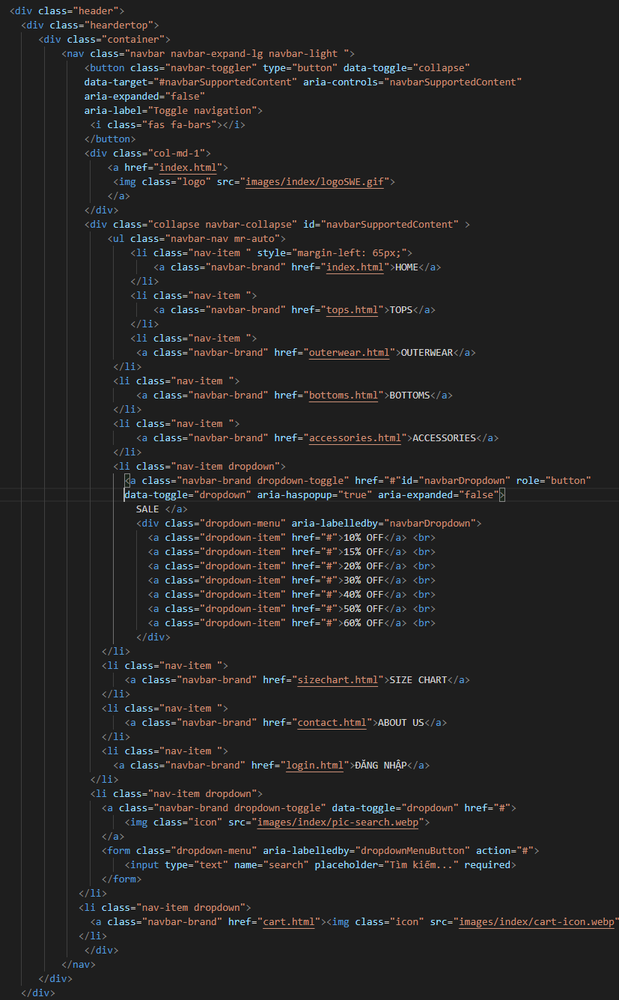 <div class="header">
<div class="heardertop">
<div class="container">
<nav class="navbar navbar-expand-lg navbar-light ">
<button class="navbar-toggler" type="button" data-toggle="collapse"
data-target="#navbarSupportedContent" aria-controls="navbarSupportedContent"
aria-expanded="false"
aria-label="Toggle navigation">
<i class="fas fa-bars"></i>
</button>
<div class="col-md-1">
<a href="index.html">
<img class="logo" src="images/index/logoSWE.gif">
</a>
</div>
<div class="collapse navbar-collapse" id="navbarSupportedContent" >
<ul class="navbar-nav mr-auto">
<li class="nav-item " style="margin-left: 65px;">
<a class="navbar-brand" href="index.html">HOME</a>
</li>
<li class="nav-item ">
<a class="navbar-brand" href="tops.html">TOPS</a>
</li>
<li class="nav-item ">
<a class="navbar-brand" href="outerwear.html">OUTERWEAR</a>
</li>
<li class="nav-item ">
<a class="navbar-brand" href="bottoms.html">BOTTOMS</a>
</li>
<li class="nav-item ">
<a class="navbar-brand" href="accessories.html">ACCESSORIES</a>
</li>
<li class="nav-item dropdown">
<a class="navbar-brand dropdown-toggle" href="#"id="navbarDropdown" role="button"
data-toggle="dropdown" aria-haspopup="true" aria-expanded="false">
SALE </a>
<div class="dropdown-menu" aria-labelledby="navbarDropdown">
<a class="dropdown-item" href="#">10% OFF</a> <br>
<a class="dropdown-item" href="#">15% OFF</a> <br>
<a class="dropdown-item" href="#">20% OFF</a> <br>
<a class="dropdown-item" href="#">30% OFF</a> <br>
<a class="dropdown-item" href="#">40% OFF</a> <br>
<a class="dropdown-item" href="#">50% OFF</a> <br>
<a class="dropdown-item" href="#">60% OFF</a> <br>
</div>
</li>
<li class="nav-item ">
<a class="navbar-brand" href="sizechart.html">SIZE CHART</a>
</li>
<li class="nav-item ">
<a class="navbar-brand" href="contact.html">ABOUT US</a>
</li>
<li class="nav-item ">
<a class="navbar-brand" href="login.html">ĐĂNG NHẬP</a>
</li>
<li class="nav-item dropdown">
<a class="navbar-brand dropdown-toggle" data-toggle="dropdown" href="#">
<img class="icon" src="images/index/pic-search.webp">
</a>
<form class="dropdown-menu" aria-labelledby="dropdownMenuButton" action="#">
<input type="text" name="search" placeholder="Tìm kiếm..." required>
</form>
</li>
<li class="nav-item dropdown">
<a class="navbar-brand" href="cart.html"><img class="icon" src="images/index/cart-icon.webp"
</li>
</div>
</nav>
</div>
</div>